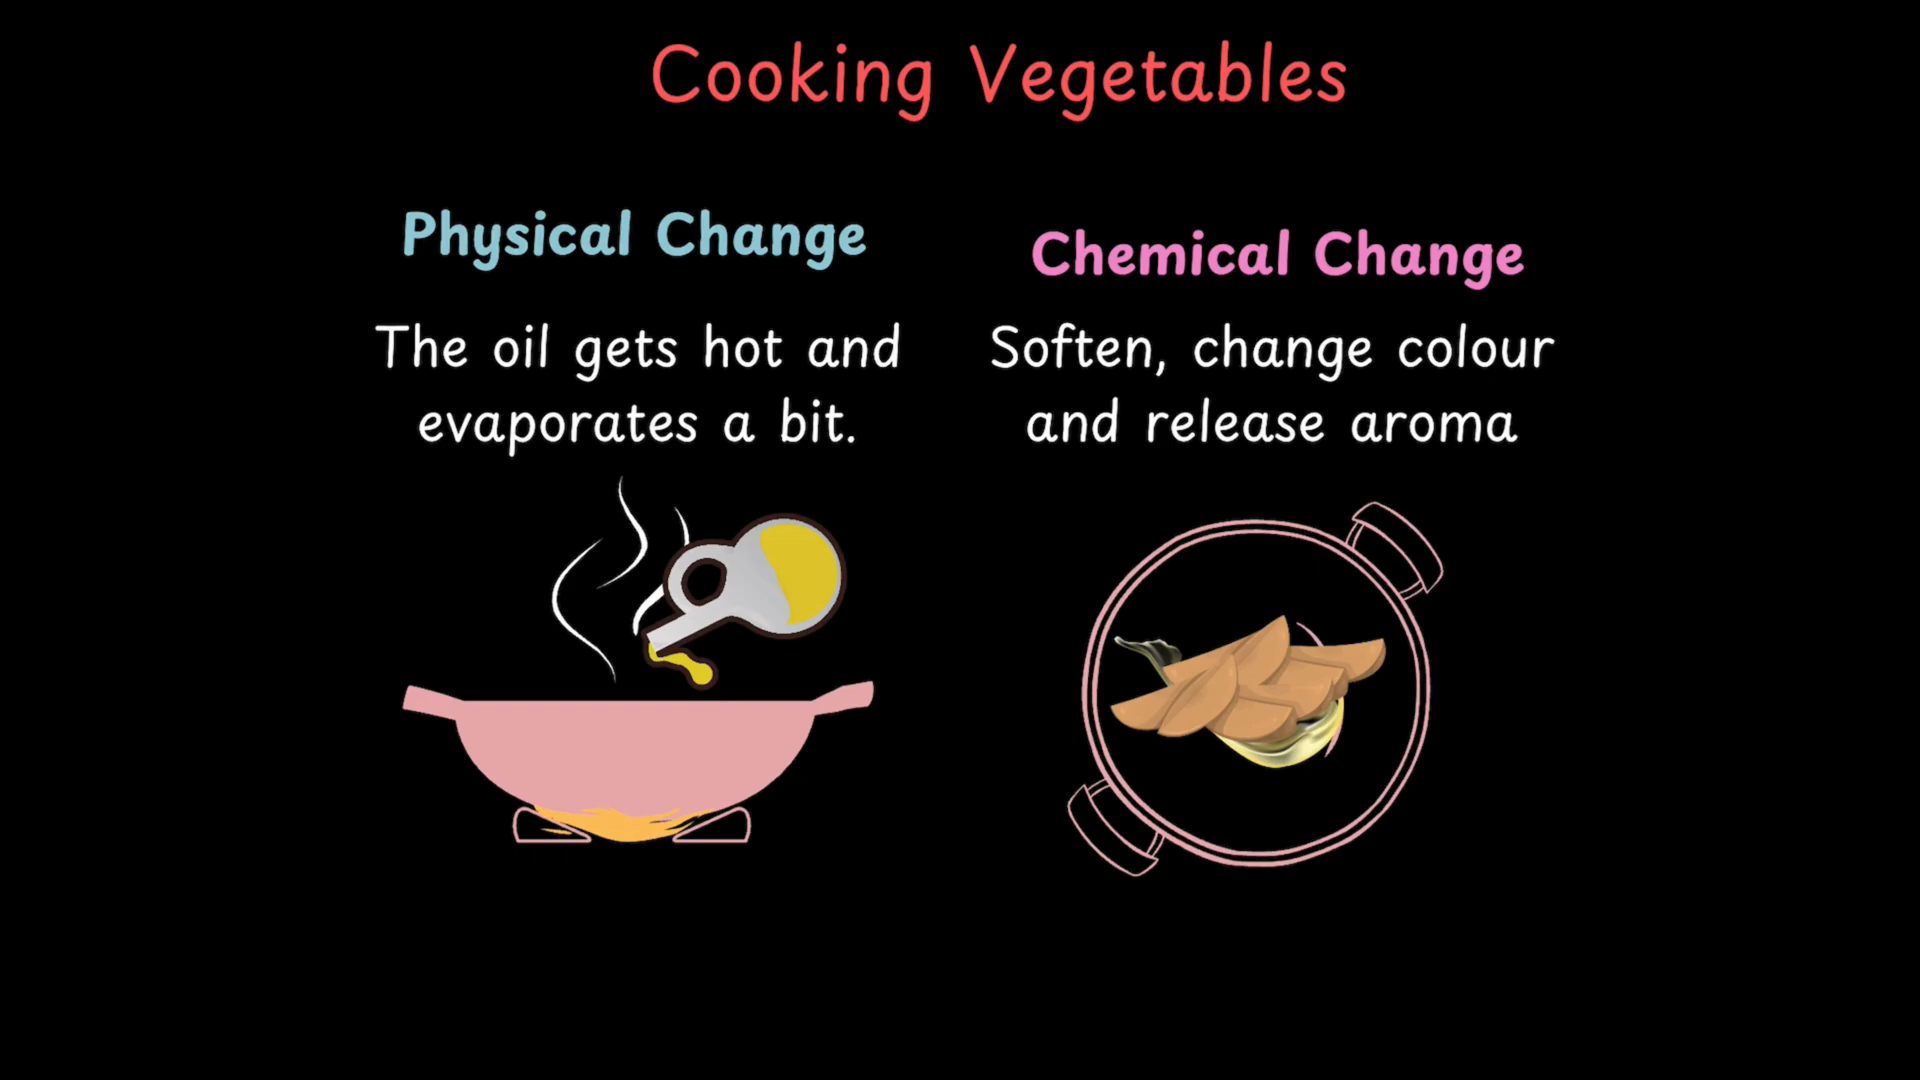 Cooking Vegetables
Physical Change
The oil gets hot and
evaporates a bit.
Chemical Change
Soften, change colour
and release aroma